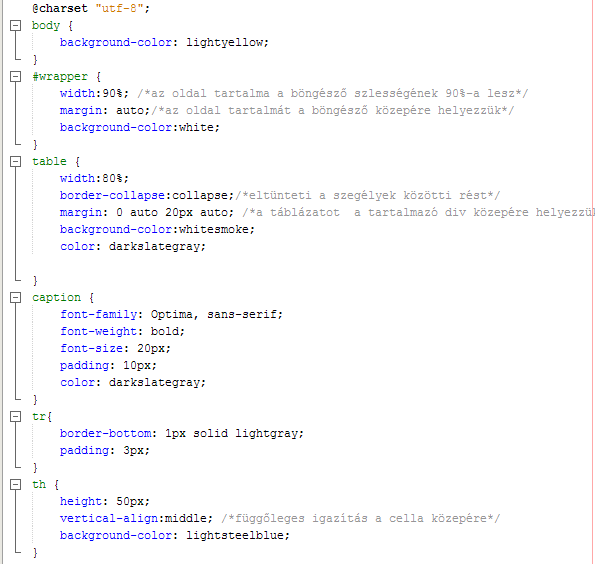 @charset "utf-8";
body {
background-color: lightyellow;
}
#wrapper {
width:90%; /*az oldal tartalma a böngésző szlességének 90%-a lesz*/
margin: auto;/*az oldal tartalmát a böngésző közepére helyezzük*/
background-color:white;
}
table {
width:80%;
border-collapse:collapse;/*eltünteti a szegélyek közötti rést*/
margin: 0 auto 20px auto; /*a táblázatot  a tartalmazó div közepére
background-color:whitesmoke;
color: darkslategray;
}
caption {
font-family: Optima, sans-serif;
font-weight: bold;
font-size: 20px;
padding: 10px;
color: darkslategray;
}
tr{
border-bottom: 1px solid lightgray;
padding: 3px;
}
th {
height: 50px;
vertical-align:middle; /*függőleges igazítás a cella közepére*/
background-color: lightsteelblue;
}